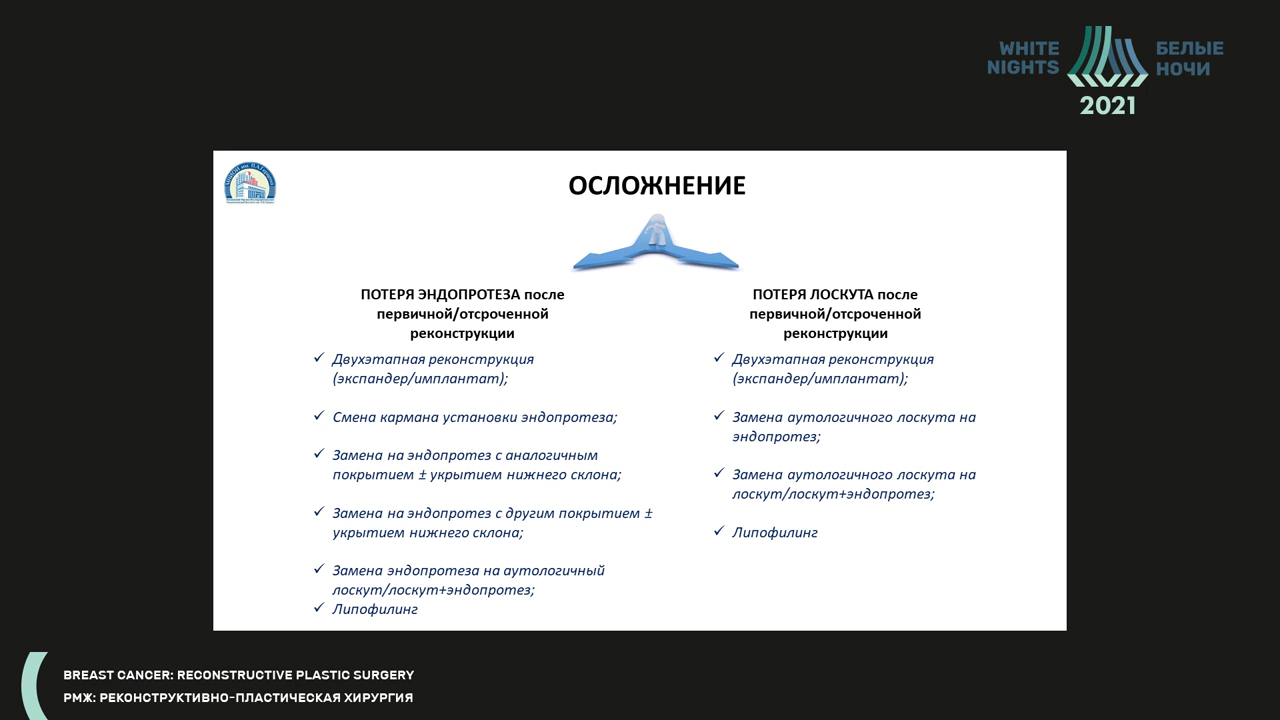 WHITE NIGHTS
БЕЛЫЕ НОЧИ
2021
ОСЛОЖНЕНИЕ
ПОТЕРЯ ЭНДОПРОТЕЗА после
первичной/отсроченной
реконструкции
✓ Двухэтапная реконструкция
(экспандер/имплантат);
✓ Смена кармана установки эндопротеза;
✓ Замена на эндопротез с аналогичным
покрытием ± укрытием нижнего склона;
✓ Замена на эндопротез с другим покрытием ±
укрытием нижнего склона;
✓ Замена эндопротеза на аутологичный
лоскут/лоскут+эндопротез;
✓ Липофилинг
ПОТЕРЯ ЛОСКУТА после
первичной/отсроченной
реконструкции
✓ Двухэтапная реконструкция
(экспандер/имплантат);
✓ Замена аутологичного лоскута на
эндопротез;
✓ Замена аутологичного лоскута на
лоскут/лоскут+эндопротез;
✓ Липофилинг
BREAST CANCER: RECONSTRUCTIVE PLASTIC SURGERY
РМЖ: РЕКОНСТРУКТИВНО-ПЛАСТИЧЕСКАЯ ХИРУРГИЯ